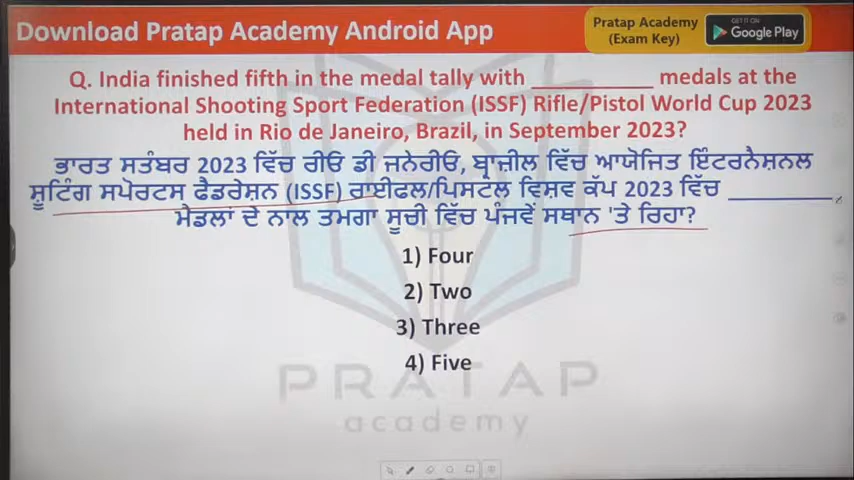 Download Pratap Academy Android App
Pratap Academy
(Exam Key)
GET IT ON
Google Play
Q. India finished fifth in the medal tally with __________ medals at the
International Shooting Sport Federation (ISSF) Rifle/Pistol World Cup 2023
held in Rio de Janeiro, Brazil, in September 2023?
ਭਾਰਤ ਸਤੰਬਰ 2023 ਵਿੱਚ ਰੀਓ ਡੀ ਜਨੇਰੀਓ, ਬ੍ਰਾਜ਼ੀਲ ਵਿੱਚ ਆਯੋਜਿਤ ਇੰਟਰਨੈਸ਼ਨਲ
ਸ਼ੂਟਿੰਗ ਸਪੋਰਟਸ ਫੈਡਰੇਸ਼ਨ (ISSF) ਰਾਈਫਲ/ਪਿਸਟਲ ਵਿਸ਼ਵ ਕੱਪ 2023 ਵਿੱਚ __________
ਮੈਡਲਾਂ ਦੇ ਨਾਲ ਤਮਗਾ ਸੂਚੀ ਵਿੱਚ ਪੰਜਵੇਂ ਸਥਾਨ 'ਤੇ ਰਿਹਾ?
1) Four
2) Two
3) Three
4) Five
PRATAP
academy